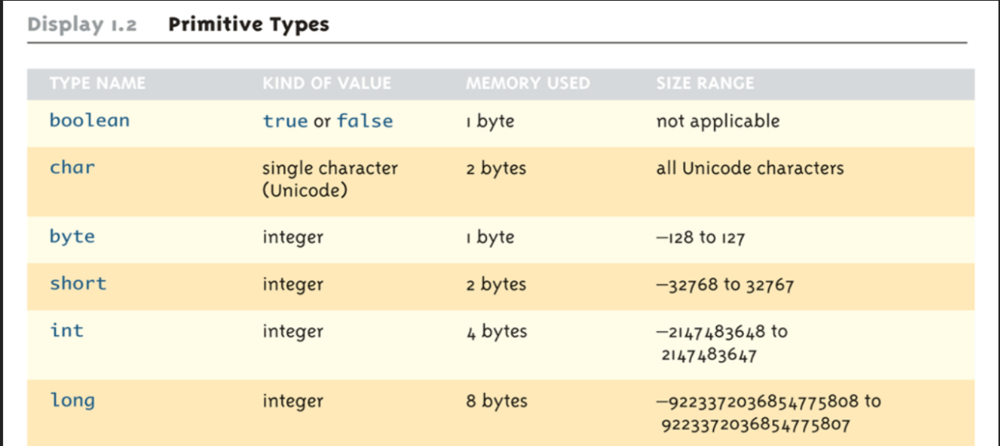 Display 1.2 Primitive Types
TYPE NAME KIND OF VALUE MEMORY USED SIZE RANGE
boolean true or false 1 byte not applicable
char single character 2 bytes all Unicode characters
(Unicode)
byte integer 1 byte −128 to 127
short integer 2 bytes −32768 to 32767
int integer 4 bytes −2147483648 to
2147483647
long integer 8 bytes −9223372036854775808 to
9223372036854775807